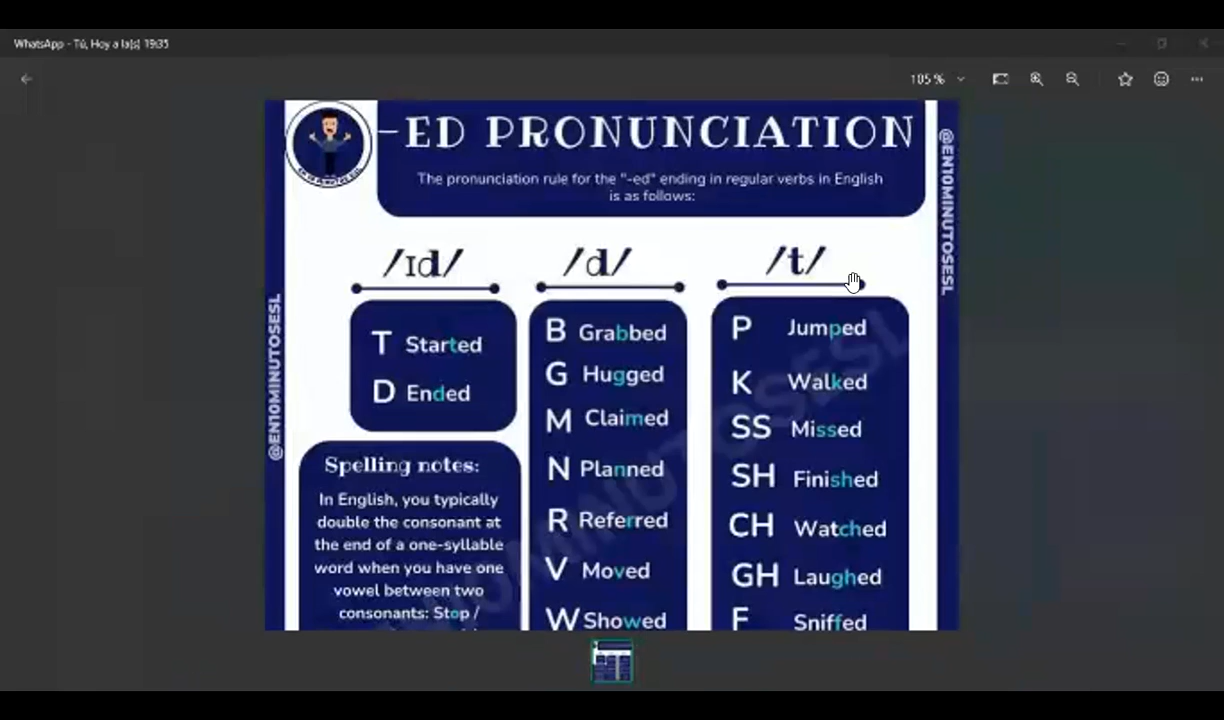 WhatsApp - Tú, Hoy a la(s) 19:35
105 %
-ED PRONUNCIATION
The pronunciation rule for the "-ed" ending in regular verbs in English
is as follows:
@EN10MINUTOSESL
@EN10MINUTOSESL
/ɪd/
T Started
D Ended
Spelling notes:
In English, you typically
double the consonant at
the end of a one-syllable
word when you have one
vowel between two
consonants: Stop /
/d/
B Grabbed
G Hugged
M Claimed
N Planned
R Referred
V Moved
W Showed
/t/
P Jumped
K Walked
SS Missed
SH Finished
CH Watched
GH Laughed
F Sniffed